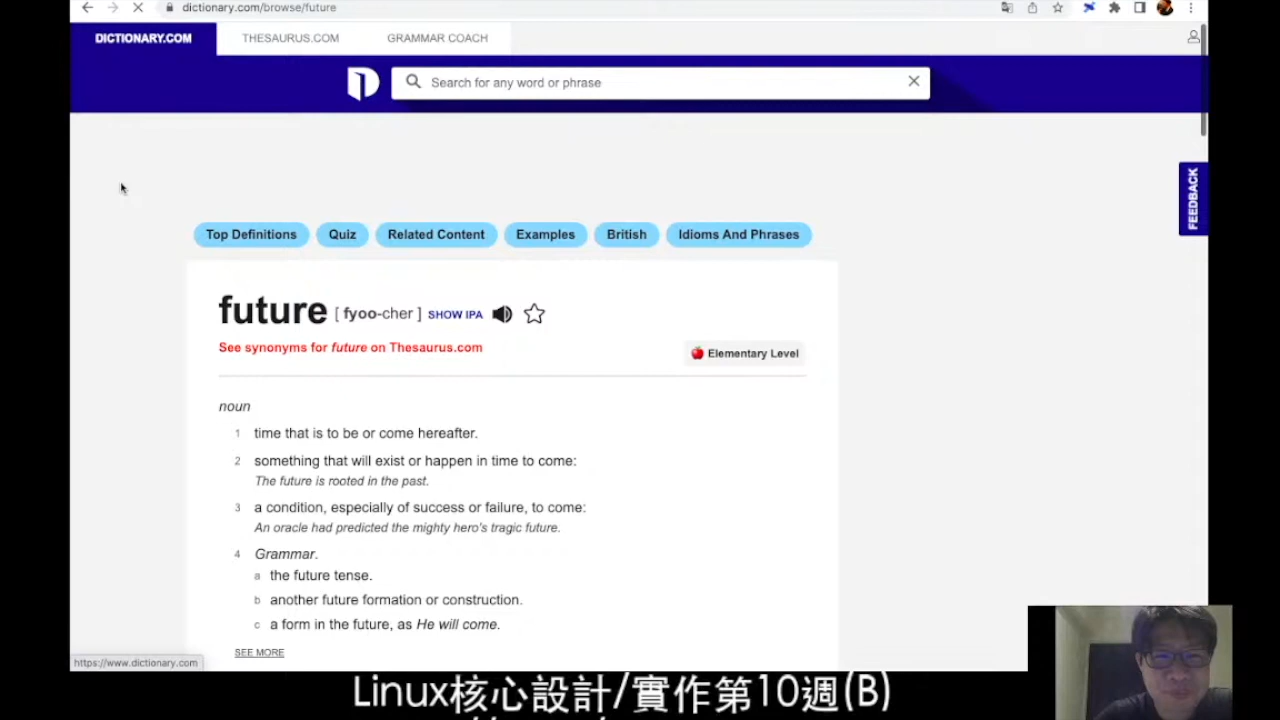 dictionary.com/browse/future
DICTIONARY.COM THESAURUS.COM GRAMMAR COACH
Search for any word or phrase
FEEDBACK
Top Definitions Quiz Related Content Examples British Idioms And Phrases
future [ fyoo-cher ] SHOW IPA
See synonyms for future on Thesaurus.com
Elementary Level
noun
1 time that is to be or come hereafter.
2 something that will exist or happen in time to come:
The future is rooted in the past.
3 a condition, especially of success or failure, to come:
An oracle had predicted the mighty hero's tragic future.
4 Grammar.
a the future tense.
b another future formation or construction.
c a form in the future, as He will come.
SEE MORE
https://www.dictionary.com
Linux核心設計/實作第10週(B)